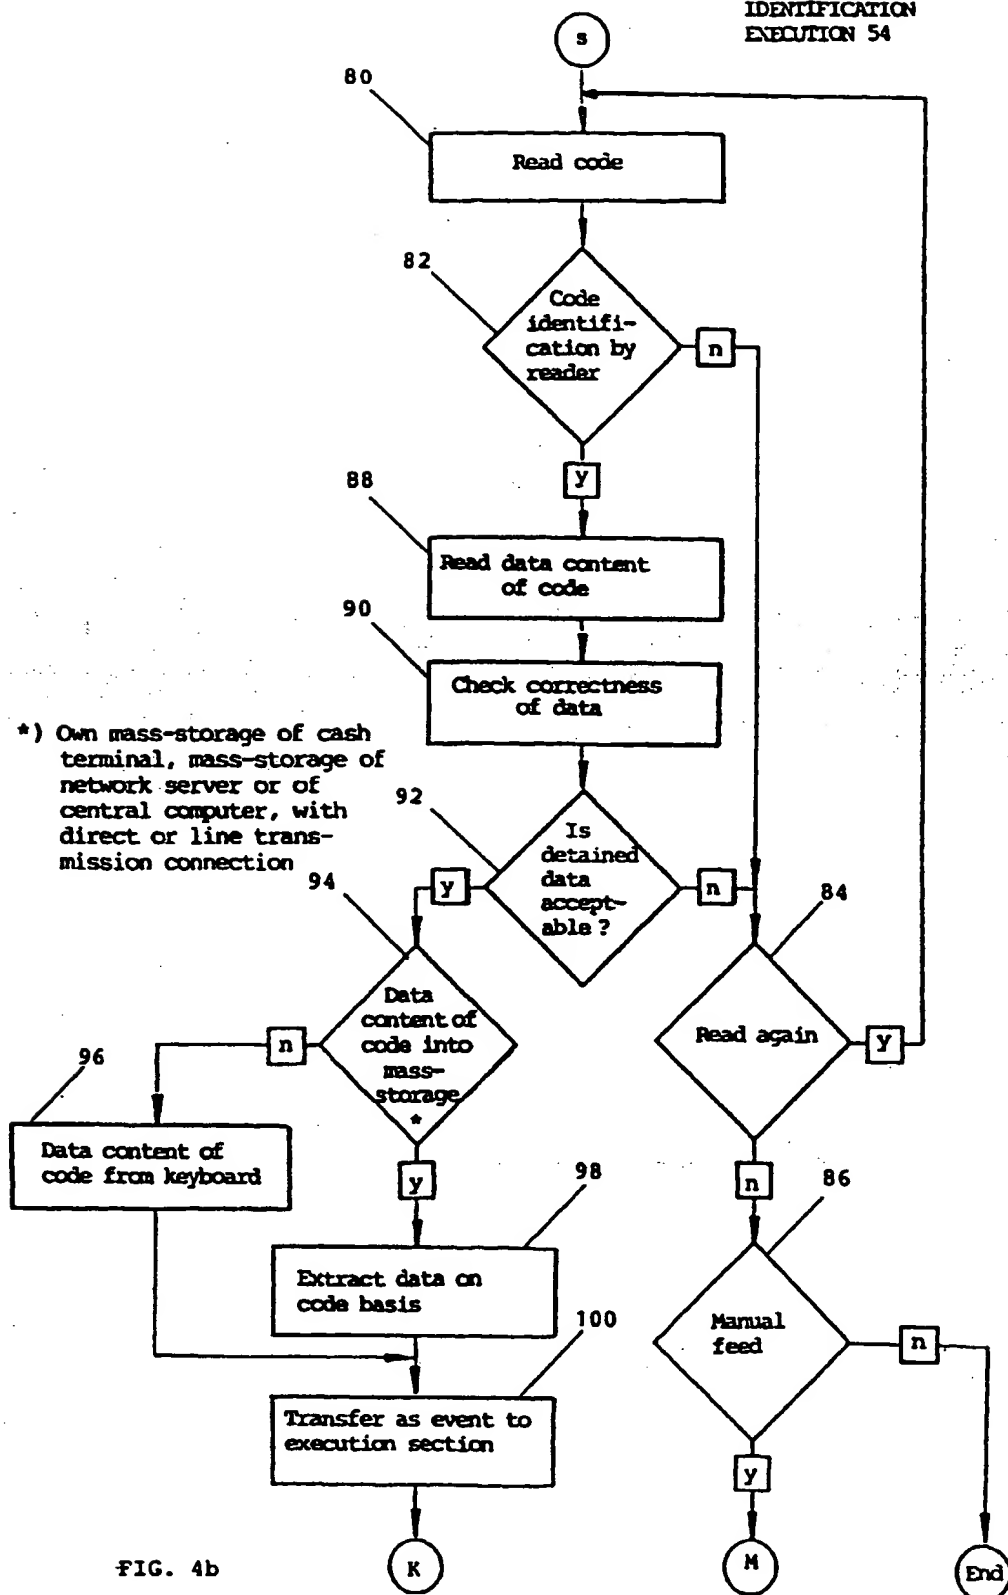 IDENTIFICATION
EXECUTION 54
s
80
Read code
82
Code
identifi-
cation by
reader
n
y
88
Read data content
of code
90
Check correctness
of data
*) Own mass-storage of cash
terminal, mass-storage of
network server or of
central computer, with
direct or line trans-
mission connection
92
Is
detained
data
accept-
able ?
y
n
94
Data
content of
code into
mass-
storage
*
n
y
84
Read again
y
n
96
Data content of
code from keyboard
98
Extract data on
code basis
86
Manual
feed
n
y
100
Transfer as event to
execution section
K
M
End
FIG. 4b